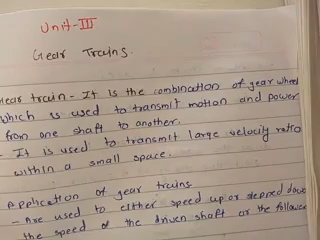 Unit-III
Gear Trains.
Gear train - It is the combination of gear wheel
which is used to transmit motion and power
from one shaft to another.
- It is used to transmit large velocity ratio
within a small space.
Application of gear trains
- Are used to either speed up or stepped down
the speed of the driven shaft or the follower